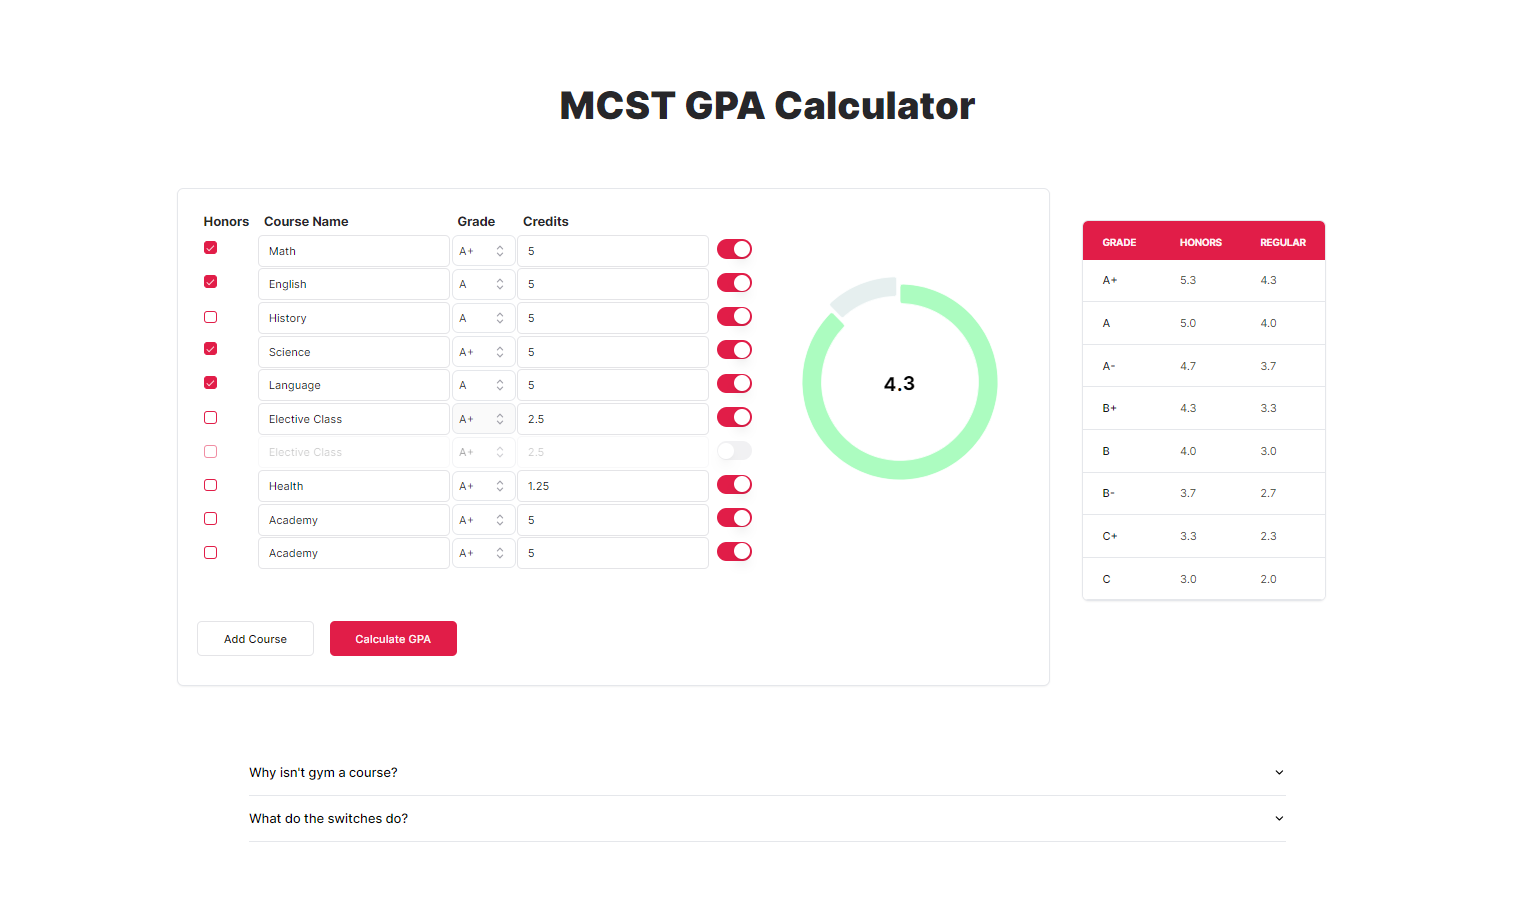 MCST GPA Calculator
Honors Course Name Grade Credits
Math A+ 5
English A 5
History A 5
Science A+ 5
Language A 5
Elective Class A+ 2.5
Elective Class A+ 2.5
Health A+ 1.25
Academy A+ 5
Academy A+ 5
4.3
Add Course Calculate GPA
GRADE HONORS REGULAR
A+ 5.3 4.3
A 5.0 4.0
A- 4.7 3.7
B+ 4.3 3.3
B 4.0 3.0
B- 3.7 2.7
C+ 3.3 2.3
C 3.0 2.0
Why isn't gym a course?
What do the switches do?